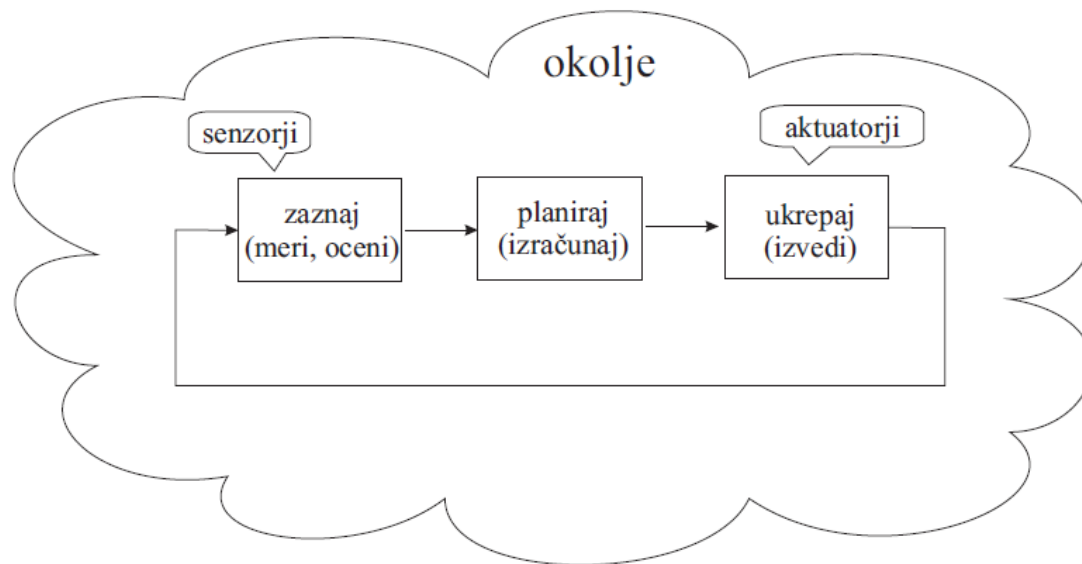 okolje
senzorji
aktuatorji
zaznaj
(meri, oceni)
planiraj
(izračunaj)
ukrepaj
(izvedi)